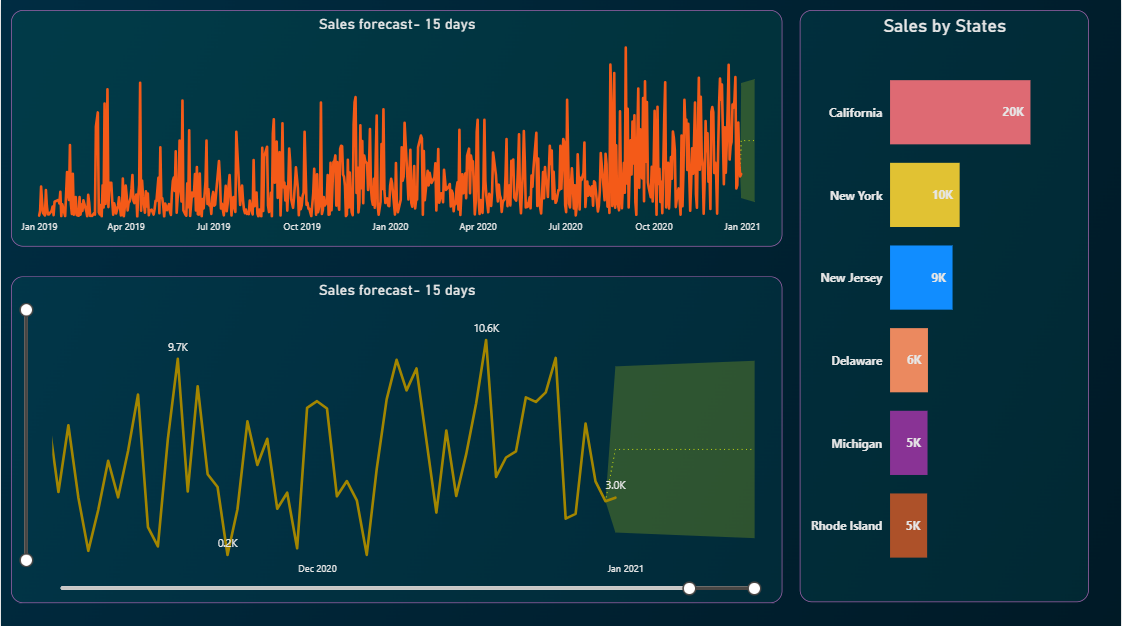 Sales forecast- 15 days
Jan 2019 Apr 2019 Jul 2019 Oct 2019 Jan 2020 Apr 2020 Jul 2020 Oct 2020 Jan 2021
Sales forecast- 15 days
10.6K
9.7K
3.0K
0.2K
Dec 2020 Jan 2021
Sales by States
California 20K
New York 10K
New Jersey 9K
Delaware 6K
Michigan 5K
Rhode Island 5K